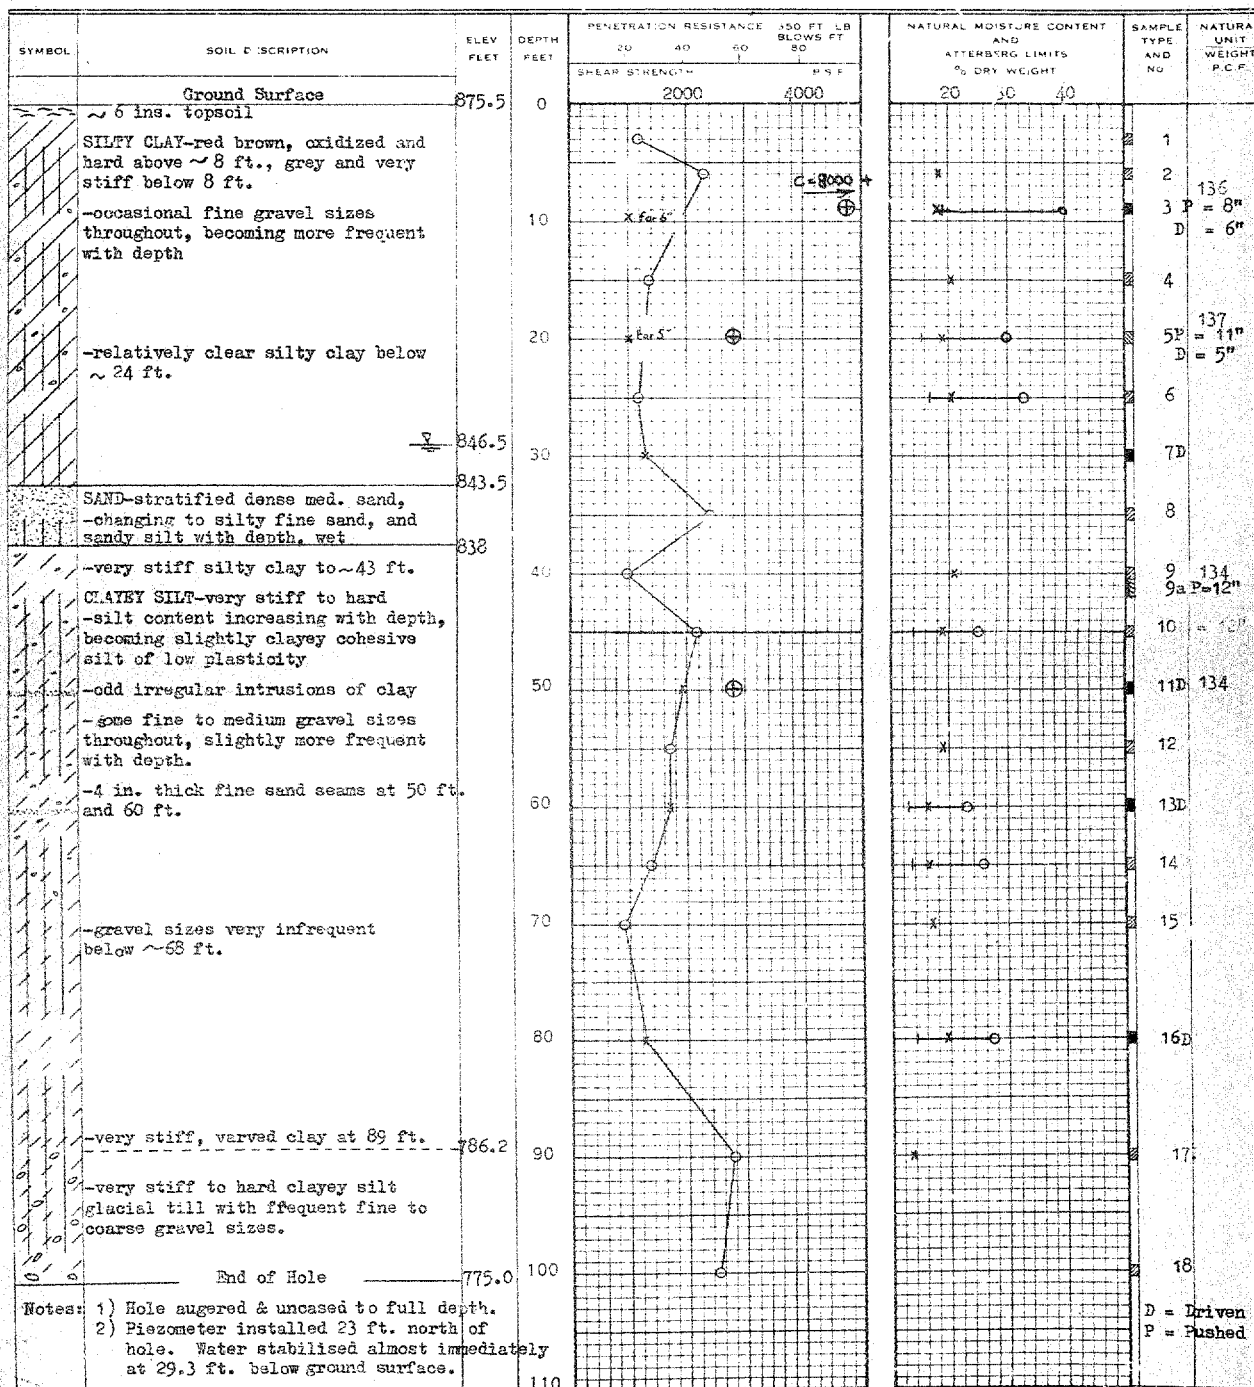 SYMBOL
SOIL D SCRIPTION
ELEV
FEET
DEPTH
FEET
PENETRATION RESISTANCE 350 FT LB
BLOWS FT
20 40 60 80
SHEAR STRENGTH P S F
2000 4000
NATURAL MOISTURE CONTENT
AND
ATTERBERG LIMITS
% DRY WEIGHT
20 30 40
SAMPLE
TYPE
AND
NO
NATURA
UNIT
WEIGHT
P.C.F.
Ground Surface
875.5
0
~ 6 ins. topsoil
SILTY CLAY-red brown, oxidized and
hard above ~ 8 ft., grey and very
stiff below 8 ft.
-occasional fine gravel sizes
throughout, becoming more frequent
with depth
-relatively clear silty clay below
~ 24 ft.
846.5
843.5
SAND-stratified dense med. sand,
-changing to silty fine sand, and
sandy silt with depth, wet
838
-very stiff silty clay to ~43 ft.
CLAYEY SILT-very stiff to hard
-silt content increasing with depth,
becoming slightly clayey cohesive
silt of low plasticity
-odd irregular intrusions of clay
-some fine to medium gravel sizes
throughout, slightly more frequent
with depth.
-4 in. thick fine sand seams at 50 ft.
and 60 ft.
-gravel sizes very infrequent
below ~68 ft.
-very stiff, varved clay at 89 ft.
786.2
-very stiff to hard clayey silt
glacial till with frequent fine to
coarse gravel sizes.
End of Hole
775.0
10
20
30
40
50
60
70
80
90
100
110
C = 8000 +
for 6"
for 5"
1
2
136
3 P = 8"
D = 6"
4
137
5P = 11"
D = 5"
6
7D
8
9 134
9a P=12"
10
11D 134
12
13D
14
15
16D
17
18
D = Driven
P = Pushed
Notes: 1) Hole augered & uncased to full depth.
2) Piezometer installed 23 ft. north of
hole. Water stabilised almost immediately
at 29.3 ft. below ground surface.